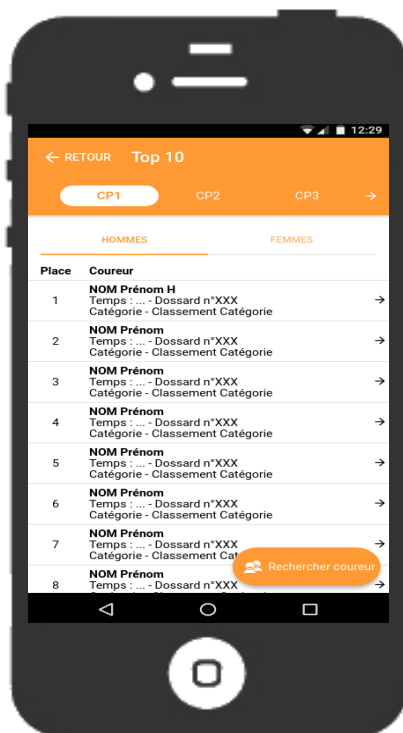 12:29
← RETOUR Top 10
CP1 CP2 CP3 →
HOMMES FEMMES
Place Coureur
NOM Prénom H
1 Temps : ... - Dossard n°XXX →
Catégorie - Classement Catégorie
NOM Prénom
2 Temps : ... - Dossard n°XXX →
Catégorie - Classement Catégorie
NOM Prénom
3 Temps : ... - Dossard n°XXX →
Catégorie - Classement Catégorie
NOM Prénom
4 Temps : ... - Dossard n°XXX →
Catégorie - Classement Catégorie
NOM Prénom
5 Temps : ... - Dossard n°XXX →
Catégorie - Classement Catégorie
NOM Prénom
6 Temps : ... - Dossard n°XXX →
Catégorie - Classement Catégorie
NOM Prénom
7 Temps : ... - Dossard n°XXX →
Catégorie - Classement Cat
Rechercher coureur
NOM Prénom
8 Temps : ... - Dossard n°XXX →